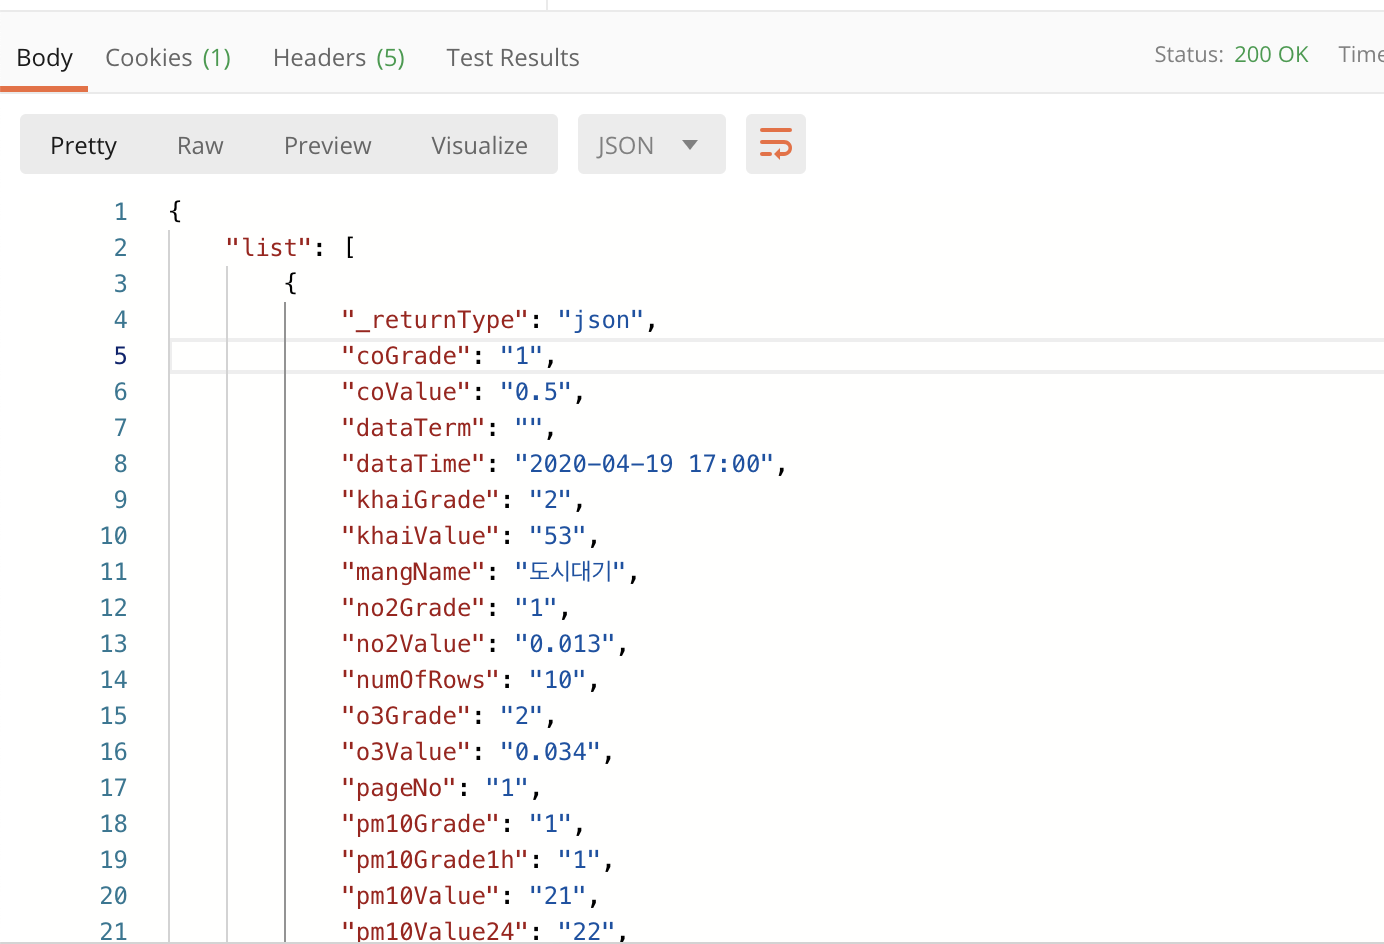 Body Cookies (1) Headers (5) Test Results Status: 200 OK Time
Pretty Raw Preview Visualize JSON
1 {
2 "list": [
3 {
4 "_returnType": "json",
5 "coGrade": "1",
6 "coValue": "0.5",
7 "dataTerm": "",
8 "dataTime": "2020-04-19 17:00",
9 "khaiGrade": "2",
10 "khaiValue": "53",
11 "mangName": "도시대기",
12 "no2Grade": "1",
13 "no2Value": "0.013",
14 "numOfRows": "10",
15 "o3Grade": "2",
16 "o3Value": "0.034",
17 "pageNo": "1",
18 "pm10Grade": "1",
19 "pm10Grade1h": "1",
20 "pm10Value": "21",
21 "pm10Value24": "22",